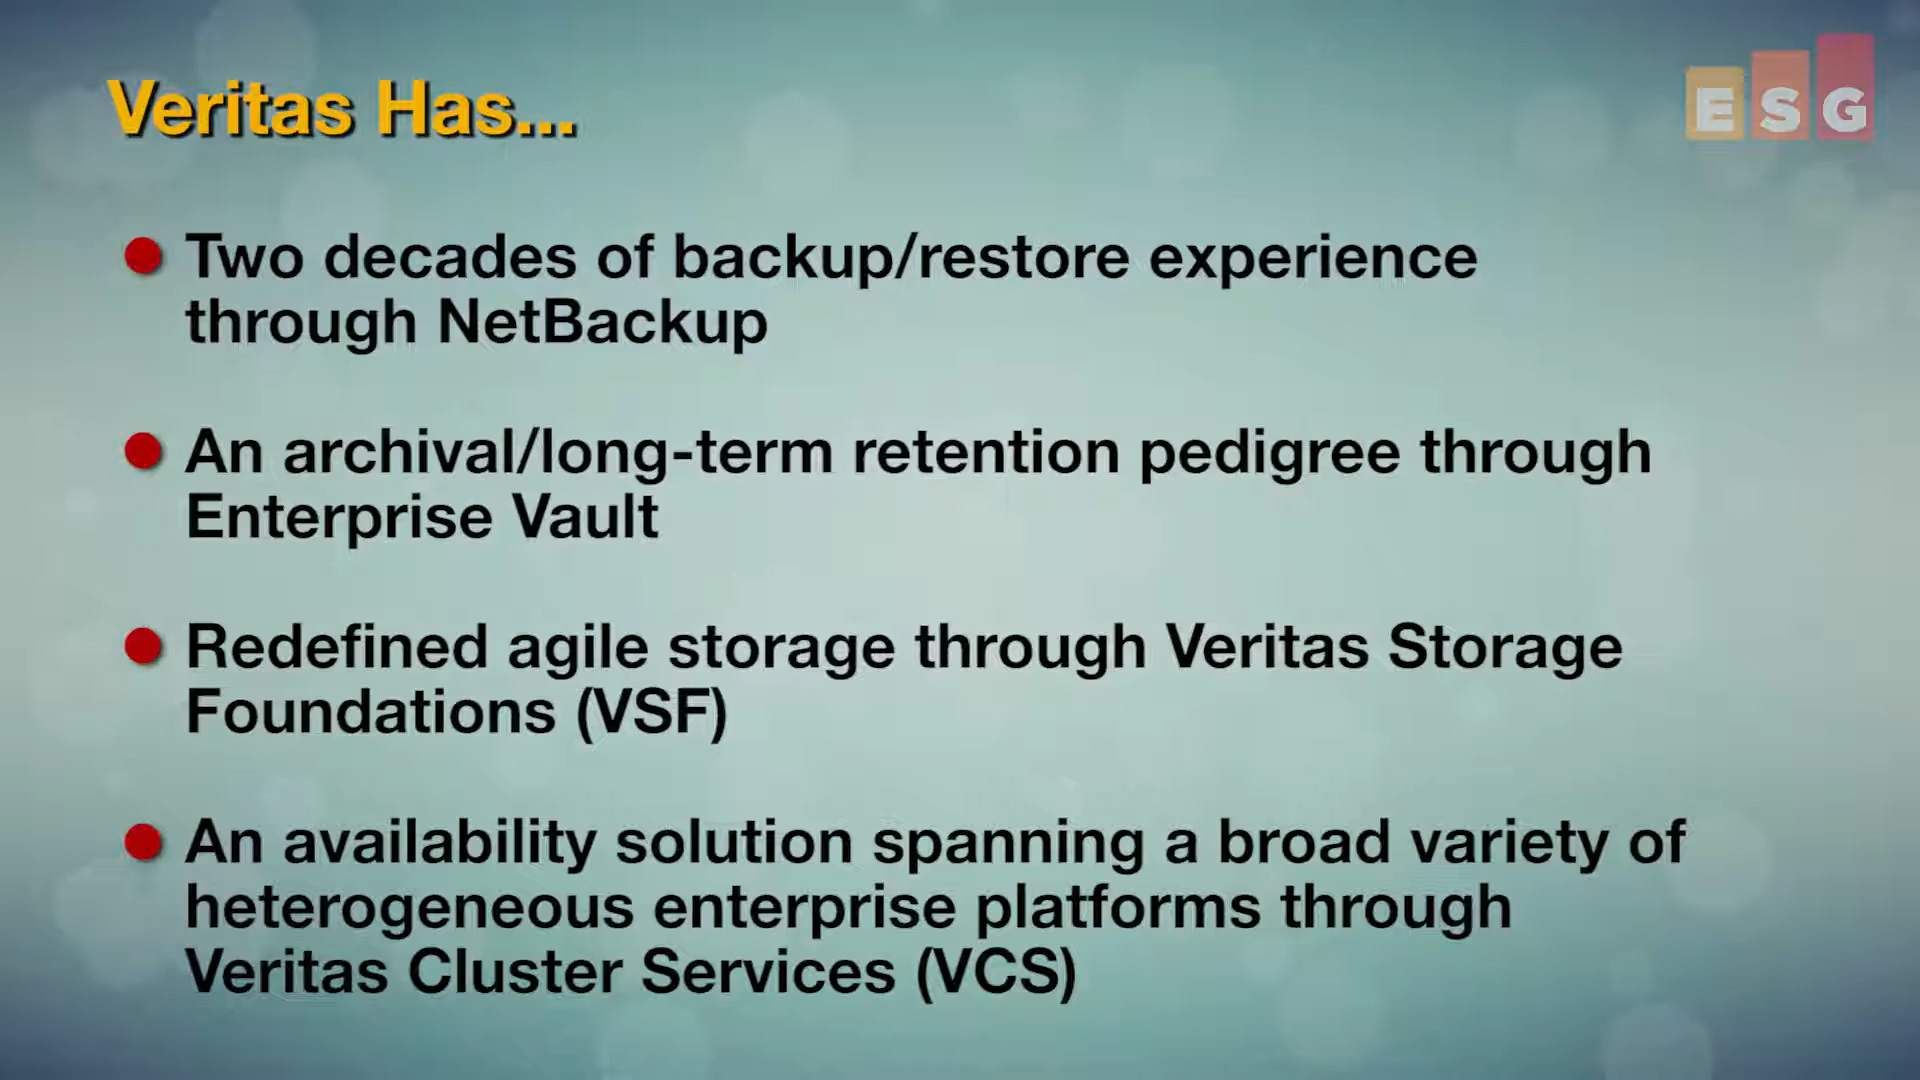 Veritas Has...
ESG
Two decades of backup/restore experience
through NetBackup
An archival/long-term retention pedigree through
Enterprise Vault
Redefined agile storage through Veritas Storage
Foundations (VSF)
An availability solution spanning a broad variety of
heterogeneous enterprise platforms through
Veritas Cluster Services (VCS)